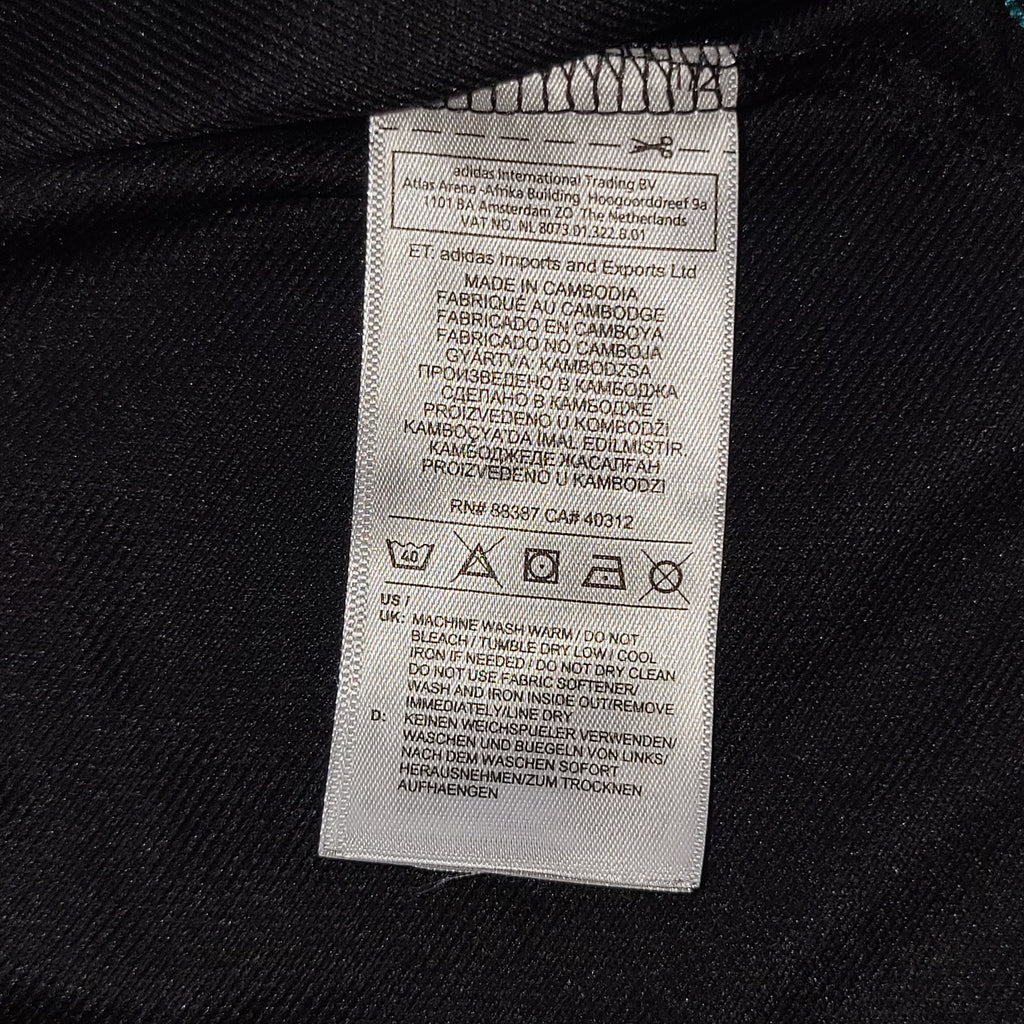 adidas International Trading BV
Atlas Arena -Afrika Building Hoogoorddreef 9a
1101 BA Amsterdam ZO The Netherlands
VAT NO. NL 8073.01.322.B.01
ET. adidas Imports and Exports Ltd
MADE IN CAMBODIA
FABRIQUÉ AU CAMBODGE
FABRICADO EN CAMBOYA
FABRICADO NO CAMBOJA
GYÁRTVA: KAMBODZSA
ПРОИЗВЕДЕНО В КАМБОДЖА
СДЕЛАНО В КАМБОДЖЕ
PROIZVEDENO U KOMBODŽI
KAMBOÇYA'DA İMAL EDİLMİŞTİR
КАМБОДЖЕДЕ ЖАСАЛҒАН
PROIZVEDENO U KAMBODŽI
RN# 88387 CA# 40312
40
US /
UK: MACHINE WASH WARM / DO NOT
BLEACH / TUMBLE DRY LOW / COOL
IRON IF NEEDED / DO NOT DRY CLEAN
DO NOT USE FABRIC SOFTENER/
WASH AND IRON INSIDE OUT/REMOVE
IMMEDIATELY/LINE DRY
D: KEINEN WEICHSPUELER VERWENDEN/
WASCHEN UND BUEGELN VON LINKS/
NACH DEM WASCHEN SOFORT
HERAUSNEHMEN/ZUM TROCKNEN
AUFHAENGEN